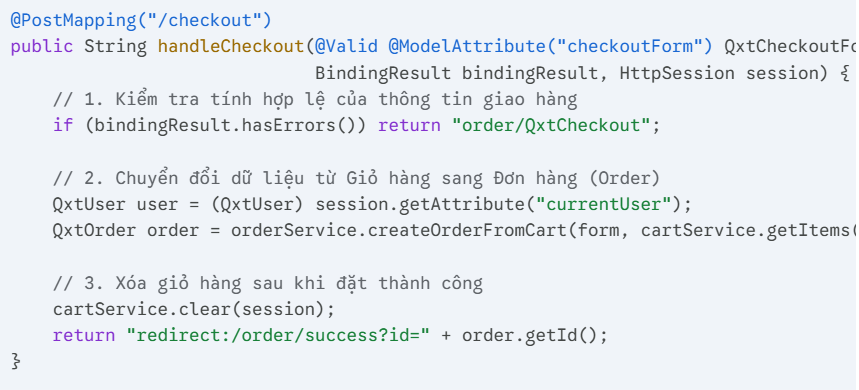 @PostMapping("/checkout")
public String handleCheckout(@Valid @ModelAttribute("checkoutForm") QxtCheckoutFo
BindingResult bindingResult, HttpSession session) {
// 1. Kiểm tra tính hợp lệ của thông tin giao hàng
if (bindingResult.hasErrors()) return "order/QxtCheckout";
// 2. Chuyển đổi dữ liệu từ Giỏ hàng sang Đơn hàng (Order)
QxtUser user = (QxtUser) session.getAttribute("currentUser");
QxtOrder order = orderService.createOrderFromCart(form, cartService.getItems(
// 3. Xóa giỏ hàng sau khi đặt thành công
cartService.clear(session);
return "redirect:/order/success?id=" + order.getId();
}